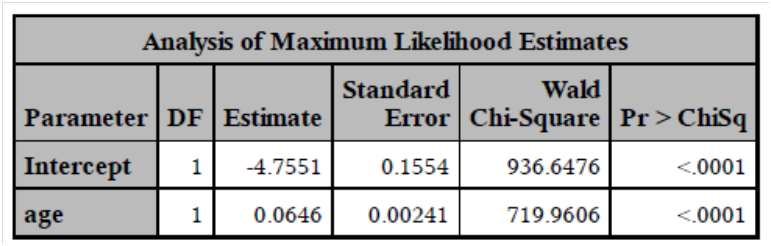 Analysis of Maximum Likelihood Estimates
Parameter DF Estimate Standard Error Wald Chi-Square Pr > ChiSq
Intercept 1 -4.7551 0.1554 936.6476 <.0001
age 1 0.0646 0.00241 719.9606 <.0001